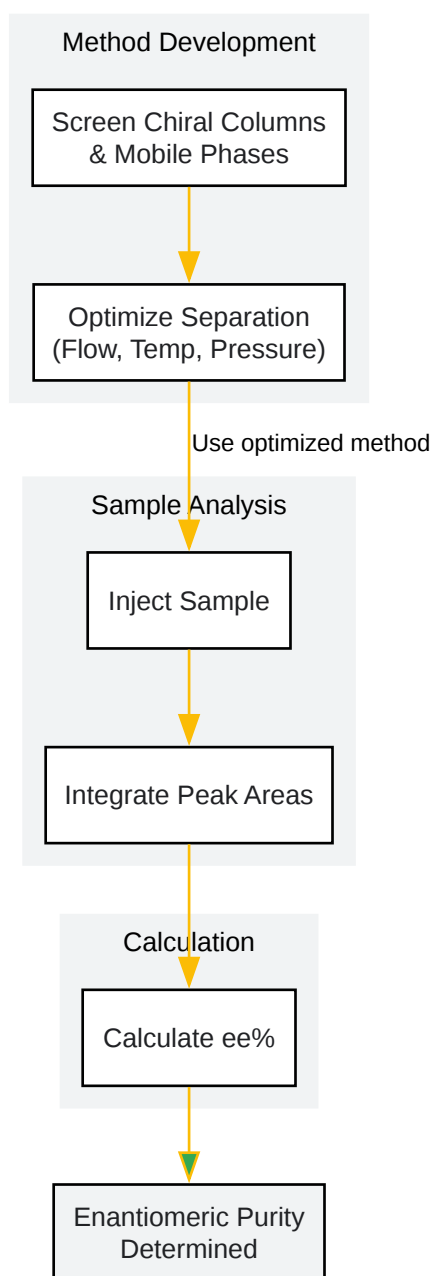 Method Development
Screen Chiral Columns
& Mobile Phases
Optimize Separation
(Flow, Temp, Pressure)
Use optimized method
Sample Analysis
Inject Sample
Integrate Peak Areas
Calculation
Calculate ee%
Enantiomeric Purity
Determined